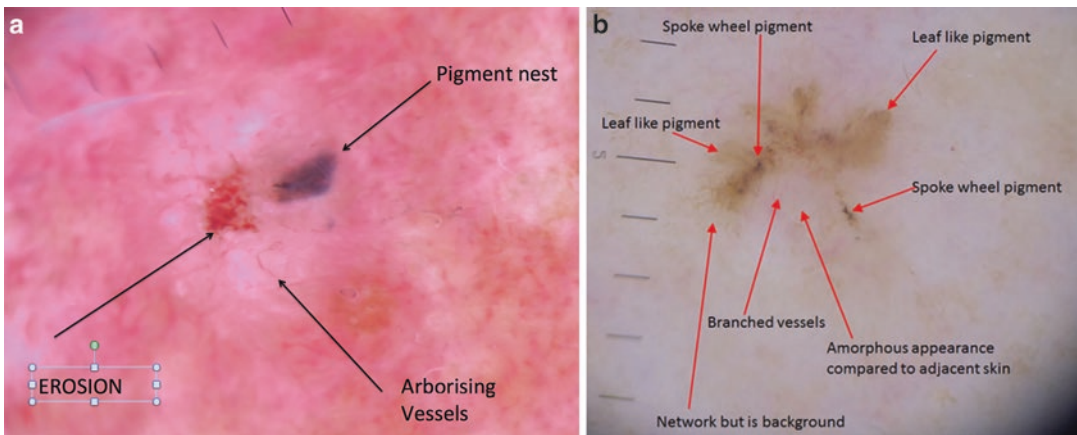 a
Pigment nest
EROSION
Arborising
Vessels
b
Spoke wheel pigment
Leaf like pigment
Leaf like pigment
5
Spoke wheel pigment
Branched vessels
Amorphous appearance
compared to adjacent skin
Network but is background